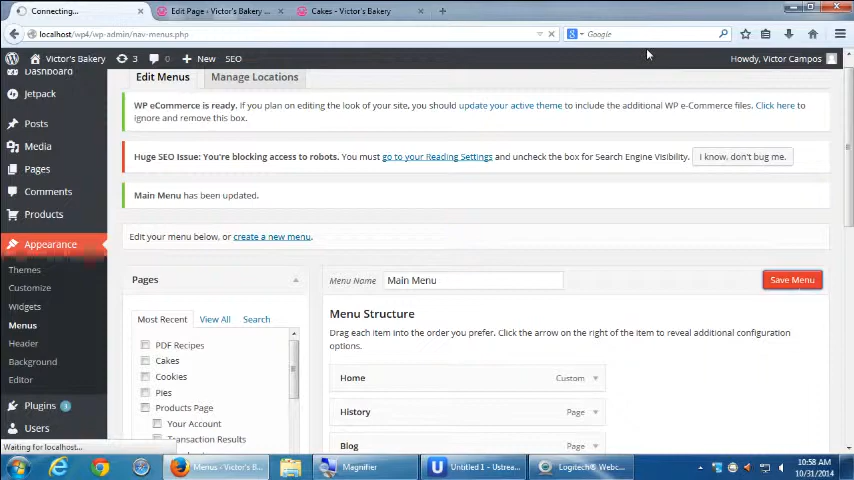 Connecting...
Edit Page ‹ Victor's Bakery ...
Cakes - Victor's Bakery
localhost/wp4/wp-admin/nav-menus.php
Google
Victor's Bakery
3
0
New
SEO
Howdy, Victor Campos
Dashboard
Jetpack
Posts
Media
Pages
Comments
Products
Appearance
Themes
Customize
Widgets
Menus
Header
Background
Editor
Plugins 3
Users
Edit Menus
Manage Locations
WP eCommerce is ready. If you plan on editing the look of your site, you should update your active theme to include the additional WP e-Commerce files. Click here to
ignore and remove this box.
Huge SEO Issue: You're blocking access to robots. You must go to your Reading Settings and uncheck the box for Search Engine Visibility.
I know, don't bug me.
Main Menu has been updated.
Edit your menu below, or create a new menu.
Pages
Most Recent
View All
Search
PDF Recipes
Cakes
Cookies
Pies
Products Page
Your Account
Transaction Results
Menu Name
Main Menu
Save Menu
Menu Structure
Drag each item into the order you prefer. Click the arrow on the right of the item to reveal additional configuration
options.
Home
Custom
History
Page
Blog
Page
Waiting for localhost...
Menus ‹ Victor's B...
Magnifier
Untitled 1 - Ustrea...
Logitech® Webc...
10:58 AM
10/31/2014